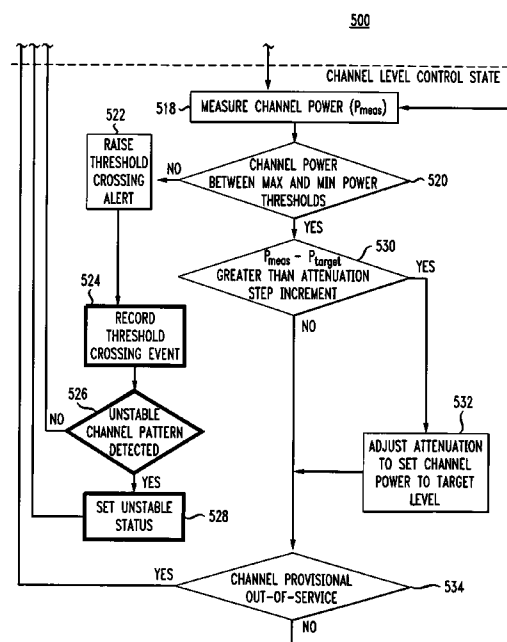 500
CHANNEL LEVEL CONTROL STATE
518
MEASURE CHANNEL POWER (Pmeas)
522
RAISE
THRESHOLD
CROSSING
ALERT
NO
CHANNEL POWER
BETWEEN MAX AND MIN POWER
THRESHOLDS
520
YES
530
Pmeas - Ptarget
GREATER THAN ATTENUATION
STEP INCREMENT
YES
NO
524
RECORD
THRESHOLD
CROSSING EVENT
526
NO
UNSTABLE
CHANNEL PATTERN
DETECTED
YES
SET UNSTABLE
STATUS
528
532
ADJUST ATTENUATION
TO SET CHANNEL
POWER TO TARGET
LEVEL
YES
CHANNEL PROVISIONAL
OUT-OF-SERVICE
534
NO